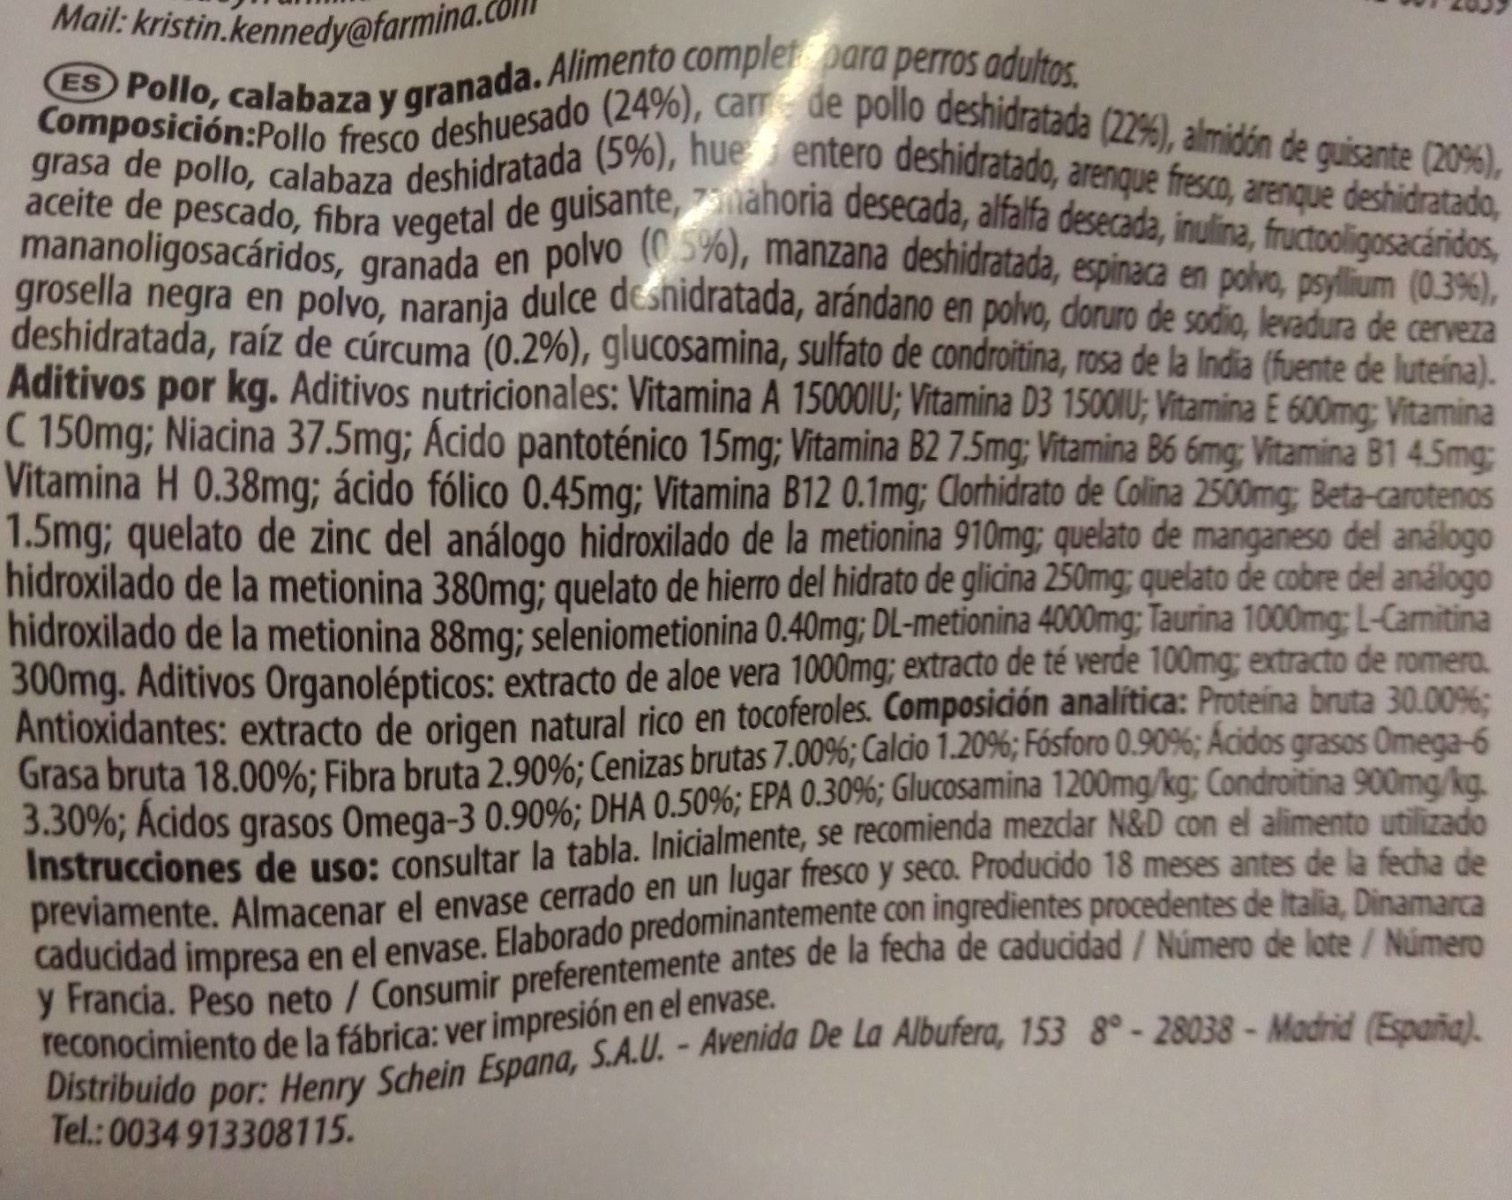 Mail: kristin.kennedy@farmina.com
ES Pollo, calabaza y granada. Alimento completo para perros adultos.
Composición:Pollo fresco deshuesado (24%), carne de pollo deshidratada (22%), almidón de guisante (20%),
grasa de pollo, calabaza deshidratada (5%), huevo entero deshidratado, arenque fresco, arenque deshidratado,
aceite de pescado, fibra vegetal de guisante, zanahoria desecada, alfalfa desecada, inulina, fructooligosacáridos,
mananoligosacáridos, granada en polvo (0.5%), manzana deshidratada, espinaca en polvo, psyllium (0.3%),
grosella negra en polvo, naranja dulce deshidratada, arándano en polvo, cloruro de sodio, levadura de cerveza
deshidratada, raíz de cúrcuma (0.2%), glucosamina, sulfato de condroitina, rosa de la India (fuente de luteína).
Aditivos por kg. Aditivos nutricionales: Vitamina A 15000IU; Vitamina D3 1500IU; Vitamina E 600mg; Vitamina
C 150mg; Niacina 37.5mg; Ácido pantoténico 15mg; Vitamina B2 7.5mg; Vitamina B6 6mg; Vitamina B1 4.5mg;
Vitamina H 0.38mg; ácido fólico 0.45mg; Vitamina B12 0.1mg; Clorhidrato de Colina 2500mg; Beta-carotenos
1.5mg; quelato de zinc del análogo hidroxilado de la metionina 910mg; quelato de manganeso del análogo
hidroxilado de la metionina 380mg; quelato de hierro del hidrato de glicina 250mg; quelato de cobre del análogo
hidroxilado de la metionina 88mg; seleniometionina 0.40mg; DL-metionina 4000mg; Taurina 1000mg; L-Carnitina
300mg. Aditivos Organolépticos: extracto de aloe vera 1000mg; extracto de té verde 100mg; extracto de romero.
Antioxidantes: extracto de origen natural rico en tocoferoles. Composición analítica: Proteína bruta 30.00%;
Grasa bruta 18.00%; Fibra bruta 2.90%; Cenizas brutas 7.00%; Calcio 1.20%; Fósforo 0.90%; Ácidos grasos Omega-6
3.30%; Ácidos grasos Omega-3 0.90%; DHA 0.50%; EPA 0.30%; Glucosamina 1200mg/kg; Condroitina 900mg/kg.
Instrucciones de uso: consultar la tabla. Inicialmente, se recomienda mezclar N&D con el alimento utilizado
previamente. Almacenar el envase cerrado en un lugar fresco y seco. Producido 18 meses antes de la fecha de
caducidad impresa en el envase. Elaborado predominantemente con ingredientes procedentes de Italia, Dinamarca
y Francia. Peso neto / Consumir preferentemente antes de la fecha de caducidad / Número de lote / Número
reconocimiento de la fábrica: ver impresión en el envase.
Distribuido por: Henry Schein Espana, S.A.U. - Avenida De La Albufera, 153 8° - 28038 - Madrid (España).
Tel.: 0034 913308115.